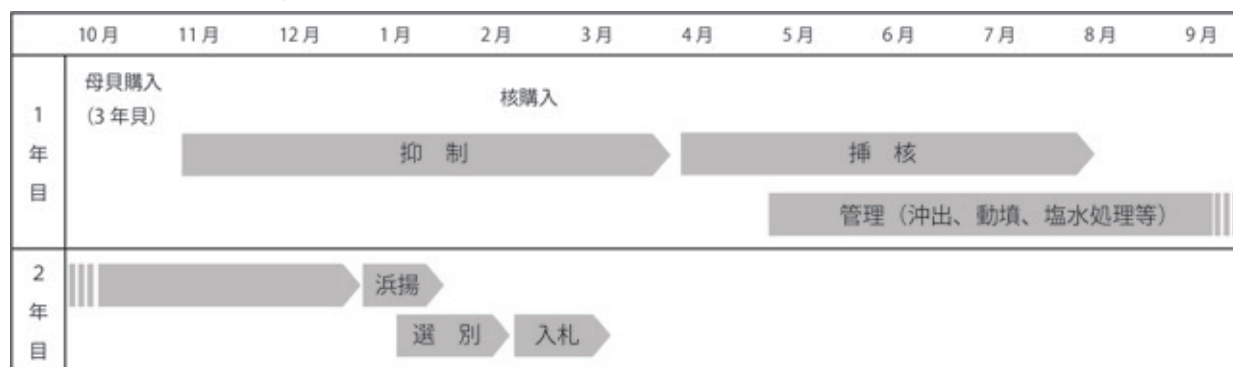 10月 11月 12月 1月 2月 3月 4月 5月 6月 7月 8月 9月
1年目
母貝購入
(3年貝)
核購入
抑 制
挿 核
管理（沖出、動墳、塩水処理等）
2年目
浜揚
選 別
入札